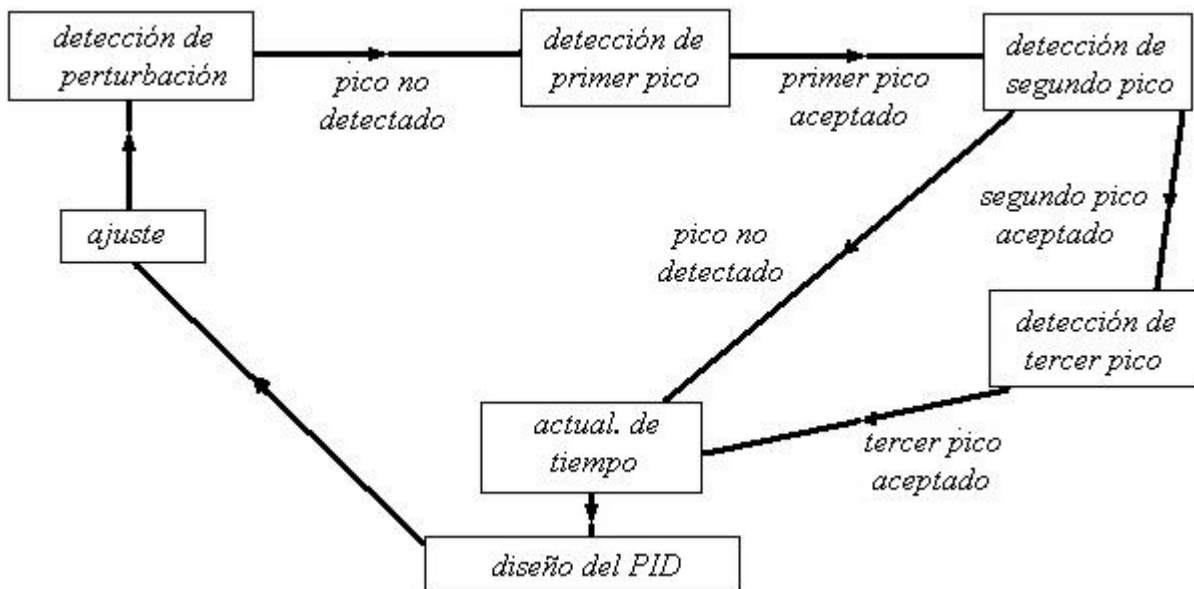 detección de
perturbación
pico no
detectado
detección de
primer pico
primer pico
aceptado
detección de
segundo pico
segundo pico
aceptado
ajuste
pico no
detectado
detección de
tercer pico
actual. de
tiempo
tercer pico
aceptado
diseño del PID